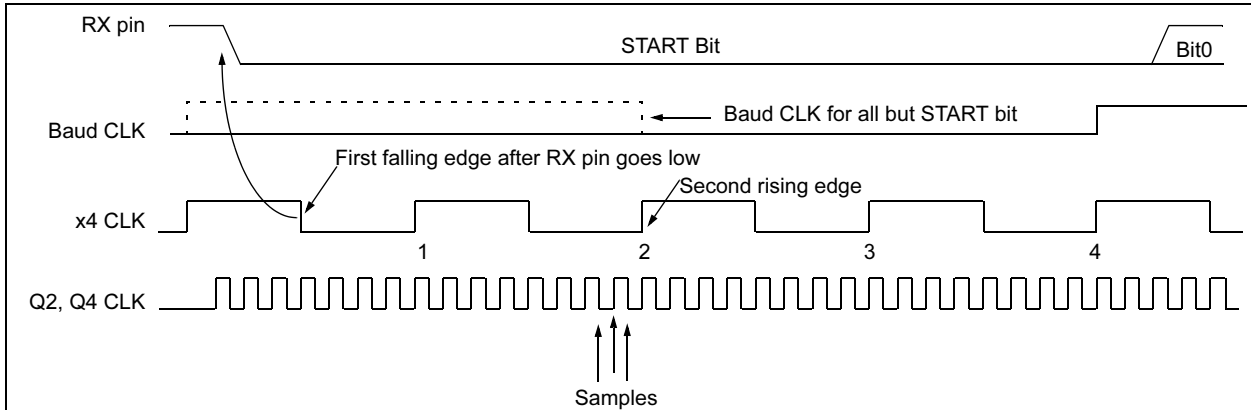 RX pin
START Bit
Bit0
Baud CLK for all but START bit
Baud CLK
First falling edge after RX pin goes low
Second rising edge
x4 CLK
1 2 3 4
Q2, Q4 CLK
Samples